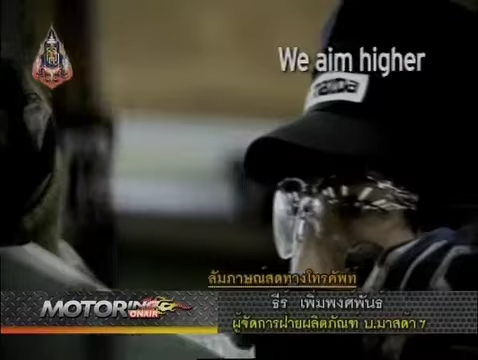 We aim higher
mazda
สัมภาษณ์สดทางโทรศัพท์
ธีร์ เพิ่มพงศ์พันธ์
MOTORING
ON AIR
ผู้จัดการฝ่ายผลิตภัณฑ์ บ.มาสด้าฯ